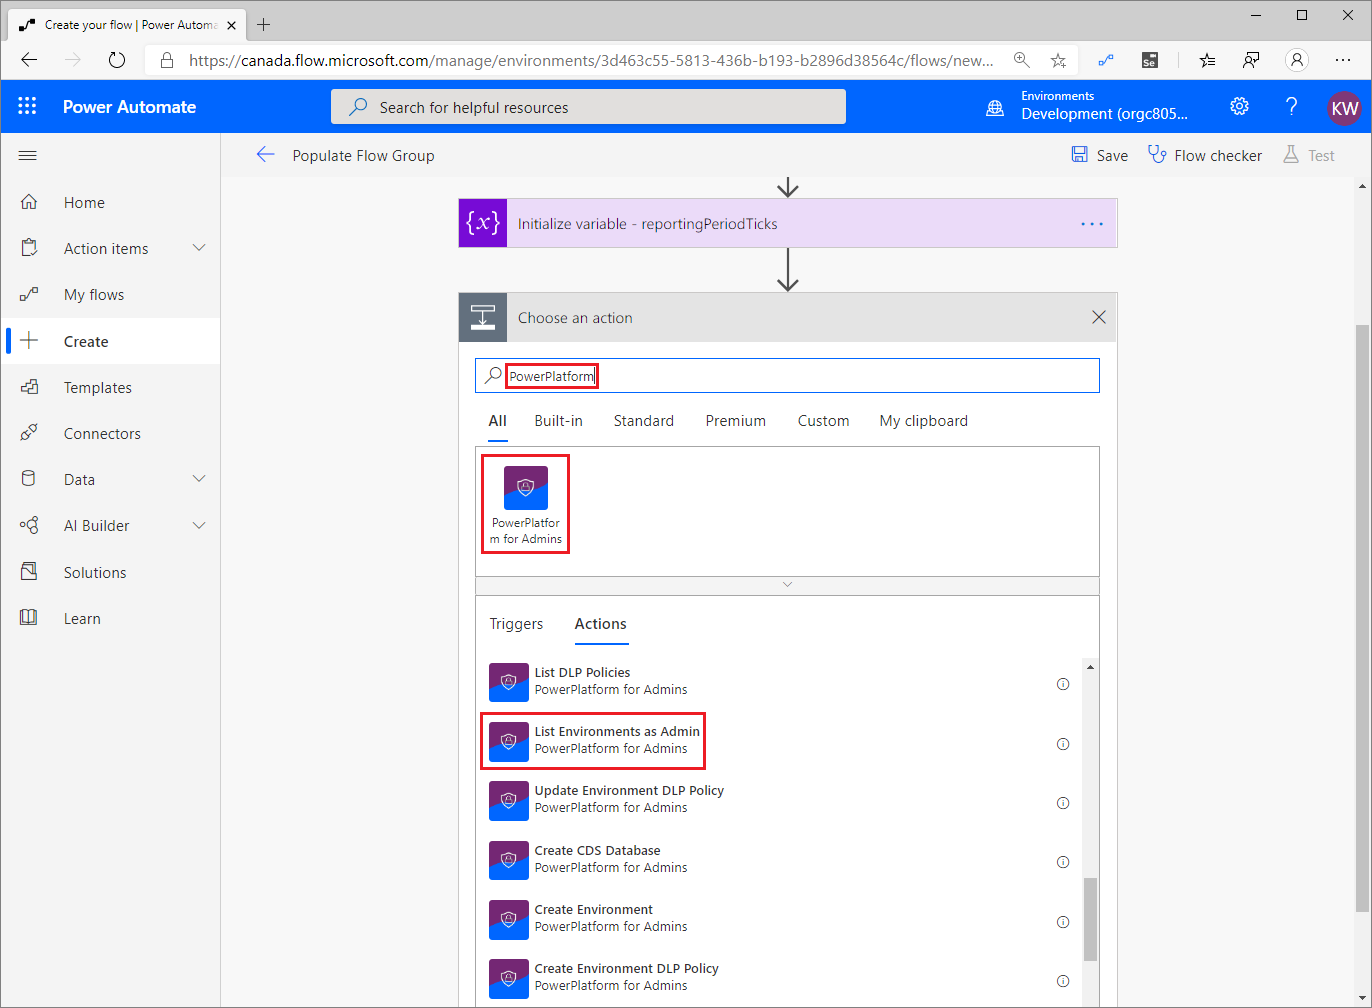 Create your flow | Power Automa
https://canada.flow.microsoft.com/manage/environments/3d463c55-5813-436b-b193-b2896d38564c/flows/new...
Se
Power Automate
Search for helpful resources
Environments
Development (orgc805...
?
KW
Populate Flow Group
Save
Flow checker
Test
Home
Action items
My flows
Create
Templates
Connectors
Data
AI Builder
Solutions
Learn
{x}
Initialize variable - reportingPeriodTicks
Choose an action
PowerPlatform
All
Built-in
Standard
Premium
Custom
My clipboard
PowerPlatfor
m for Admins
Triggers
Actions
List DLP Policies
PowerPlatform for Admins
List Environments as Admin
PowerPlatform for Admins
Update Environment DLP Policy
PowerPlatform for Admins
Create CDS Database
PowerPlatform for Admins
Create Environment
PowerPlatform for Admins
Create Environment DLP Policy
PowerPlatform for Admins